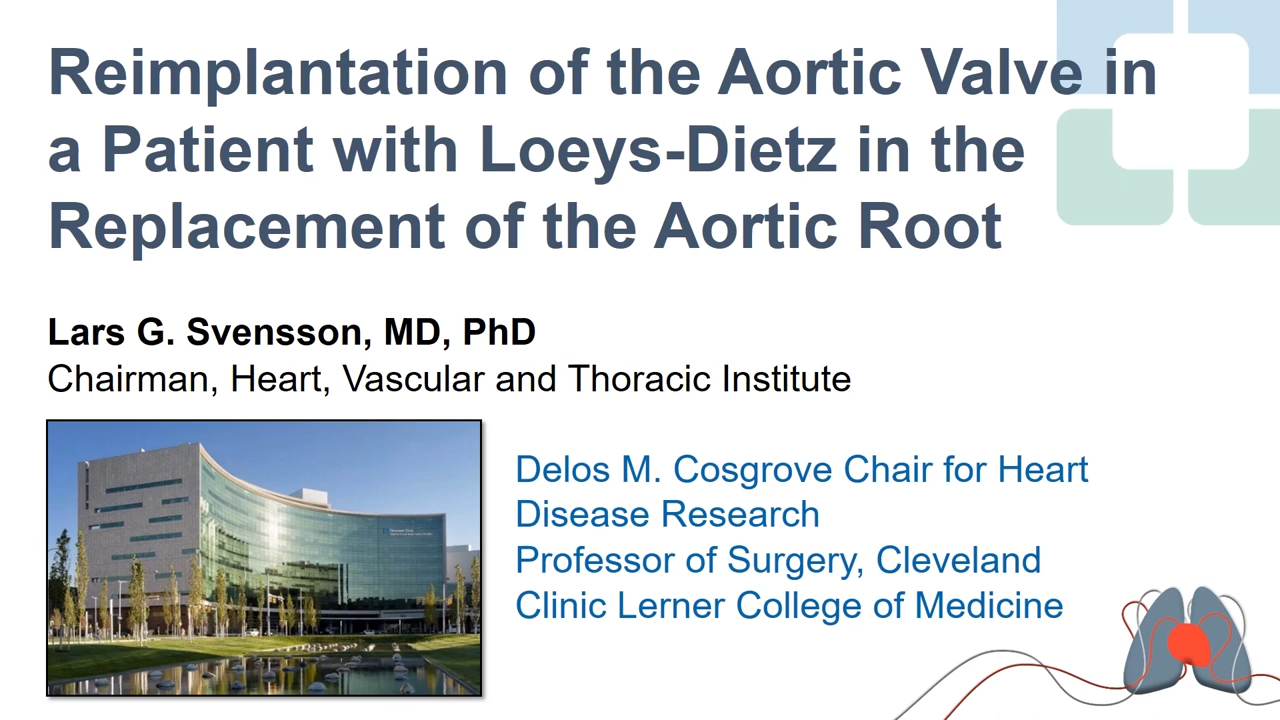 Reimplantation of the Aortic Valve in
a Patient with Loeys-Dietz in the
Replacement of the Aortic Root
Lars G. Svensson, MD, PhD
Chairman, Heart, Vascular and Thoracic Institute
Delos M. Cosgrove Chair for Heart
Disease Research
Professor of Surgery, Cleveland
Clinic Lerner College of Medicine